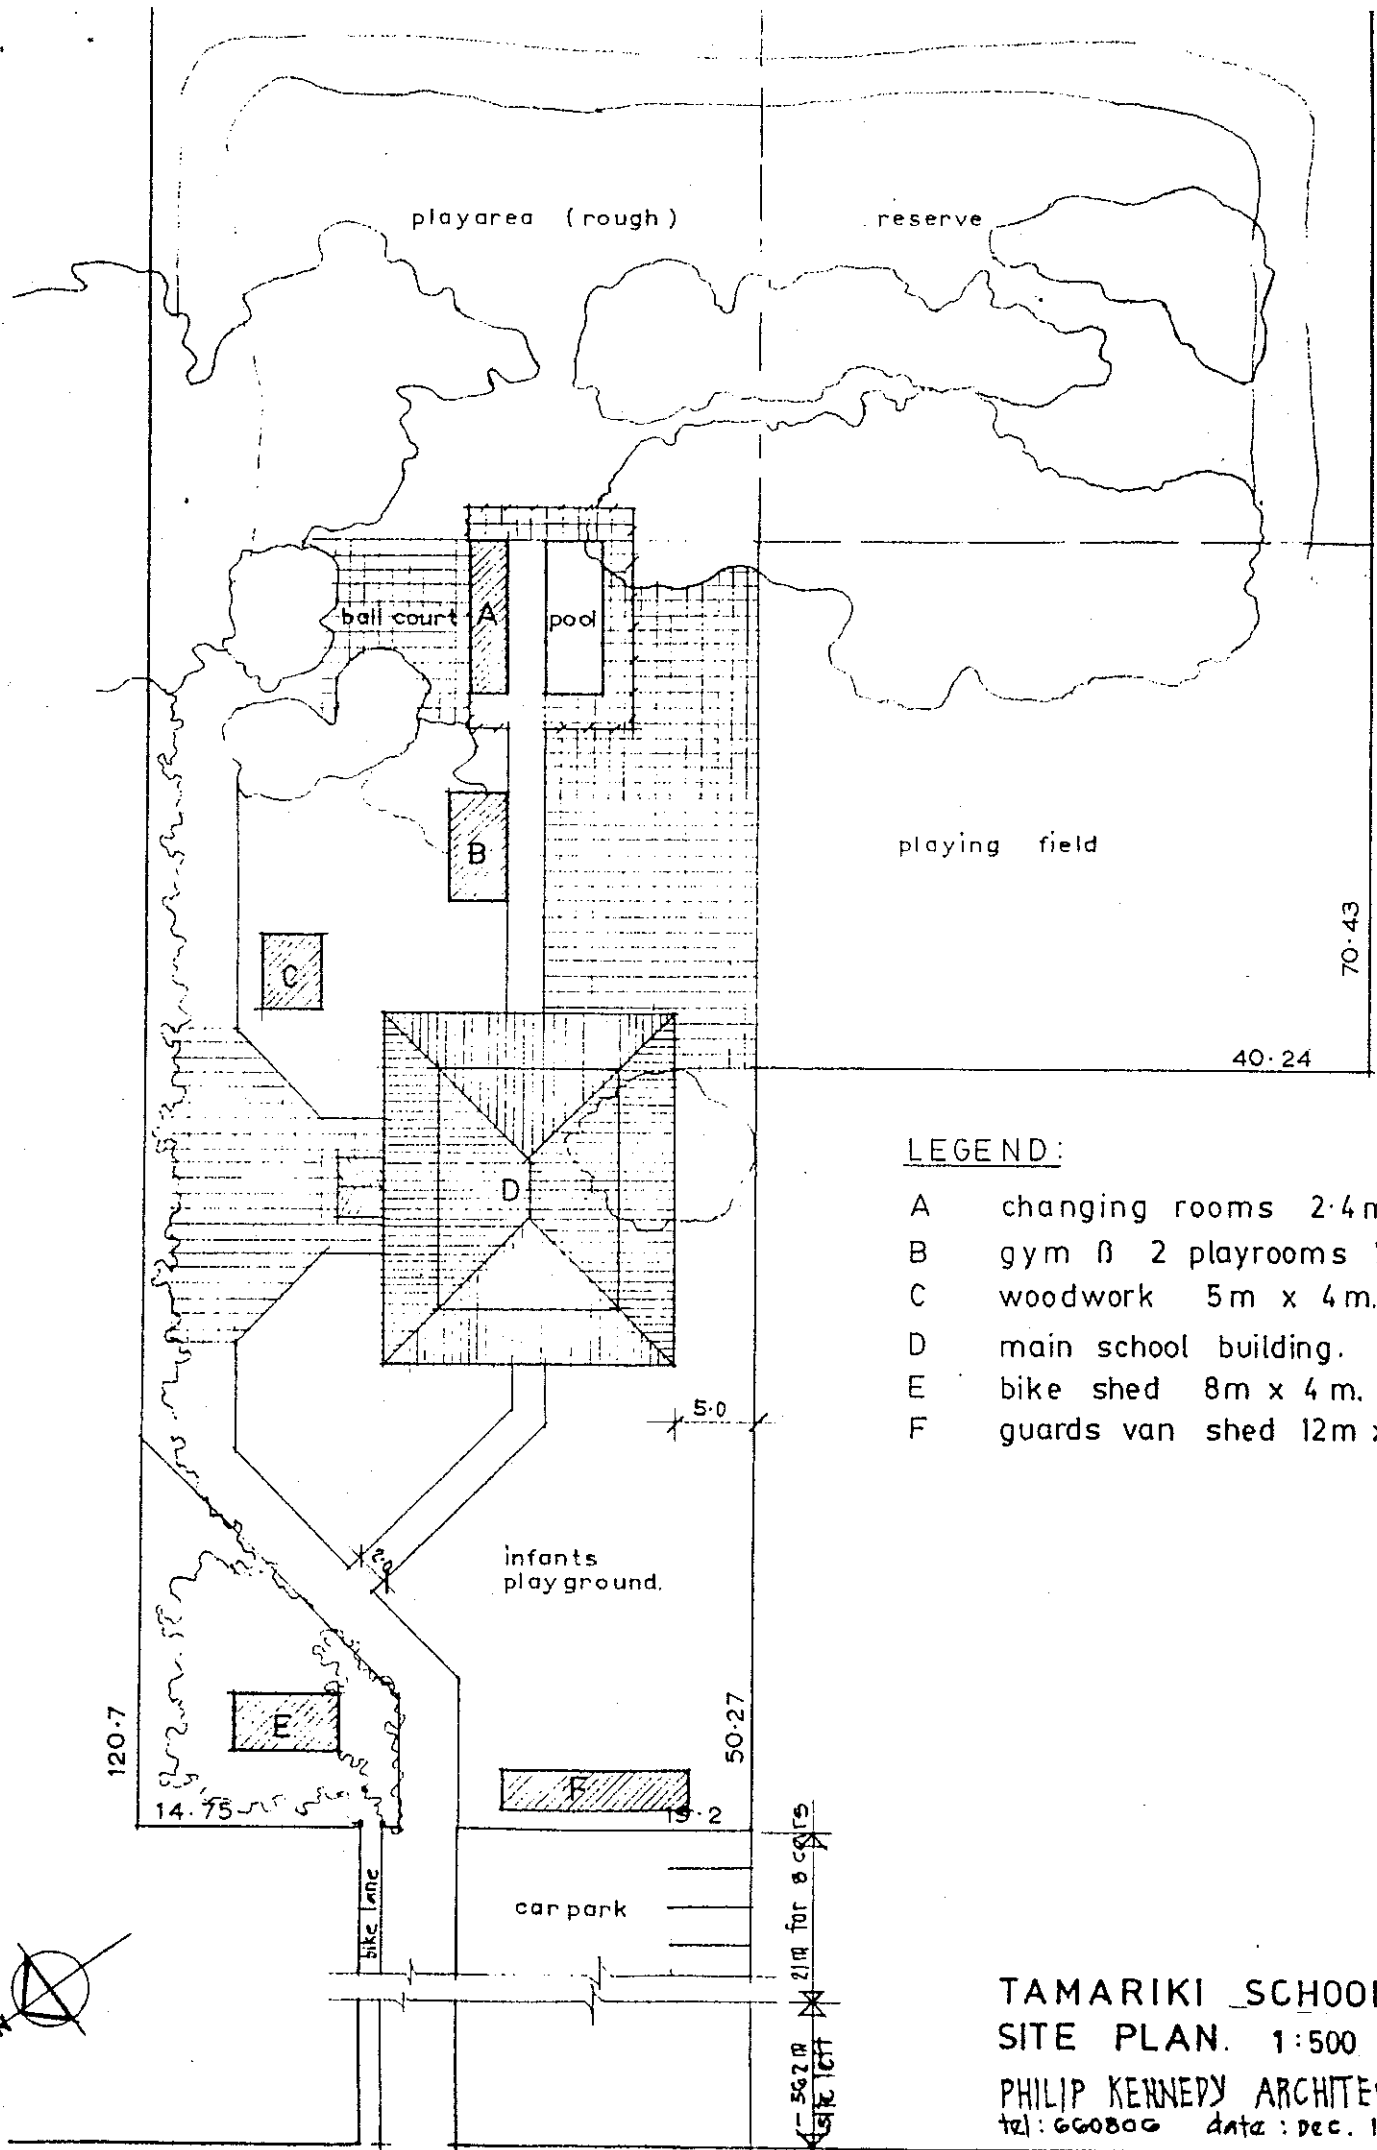 playarea (rough)
reserve
ball court
A
pool
B
playing field
C
70·43
40·24
D
LEGEND:
A changing rooms 2·4m
B gym & 2 playrooms
C woodwork 5m x 4m.
D main school building.
E bike shed 8m x 4m.
F guards van shed 12m x
5·0
2·0
infants
playground.
120·7
50·27
E
F
14·75
15·2
bike lane
car park
21m for 8 cars
site left
TAMARIKI SCHOOL
SITE PLAN. 1:500
PHILIP KENNEDY
tel: 660806 date: Dec.